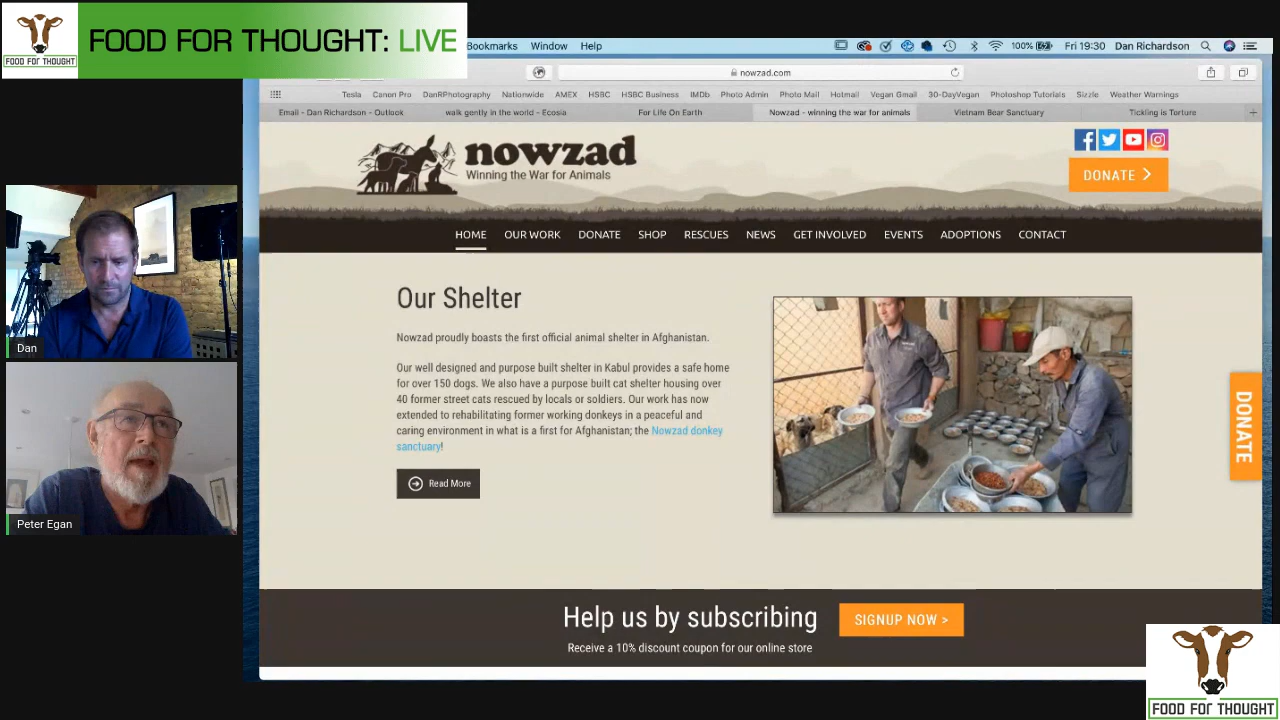 FOOD FOR THOUGHT
FOOD FOR THOUGHT: LIVE
Bookmarks Window Help
100% Fri 19:30 Dan Richardson
nowzad.com
Tesla Canon Pro DanRPhotography Nationwide AMEX HSBC HSBC Business IMDb Photo Admin Photo Mail Hotmail Vegan Gmail 30-DayVegan Photoshop Tutorials Sizzle Weather Warnings
Email - Dan Richardson - Outlook walk gently in the world - Ecosia For Life On Earth Nowzad - winning the war for animals Vietnam Bear Sanctuary Tickling is Torture
nowzad
Winning the War for Animals
DONATE
HOME OUR WORK DONATE SHOP RESCUES NEWS GET INVOLVED EVENTS ADOPTIONS CONTACT
Our Shelter
Nowzad proudly boasts the first official animal shelter in Afghanistan.
Our well designed and purpose built shelter in Kabul provides a safe home
for over 150 dogs. We also have a purpose built cat shelter housing over
40 former street cats rescued by locals or soldiers. Our work has now
extended to rehabilitating former working donkeys in a peaceful and
caring environment in what is a first for Afghanistan; the Nowzad donkey
sanctuary!
Read More
DONATE
Dan
Peter Egan
Help us by subscribing
SIGNUP NOW >
Receive a 10% discount coupon for our online store
FOOD FOR THOUGHT